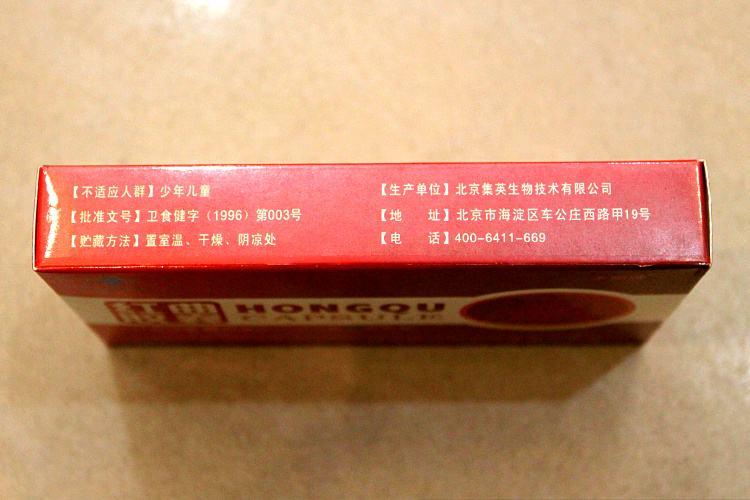 【不适应人群】少年儿童
【批准文号】卫食健字（1996）第003号
【贮藏方法】置室温、干燥、阴凉处
【生产单位】北京集英生物技术有限公司
【地 址】北京市海淀区车公庄西路甲19号
【电 话】400-6411-669
HONGQU
CAPSULE